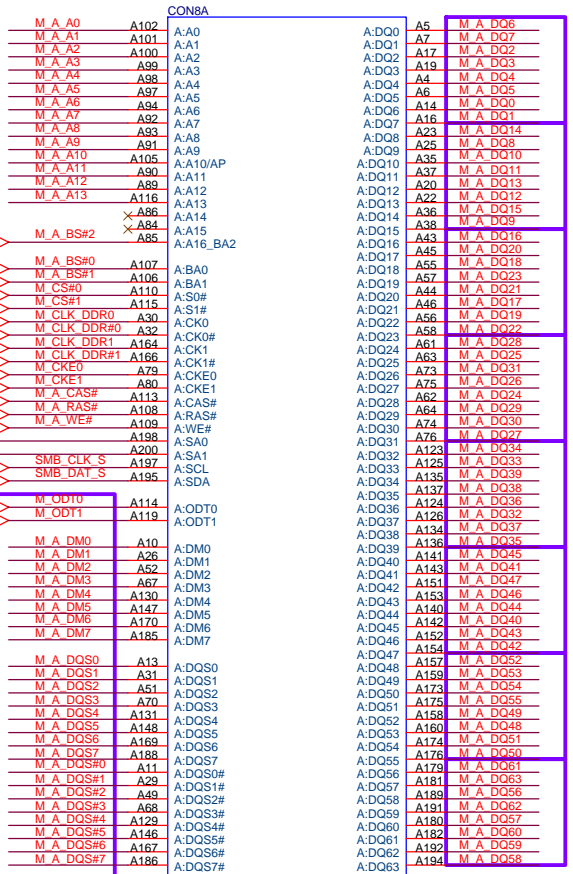 CON8A
M_A_A0 A102 A:A0
M_A_A1 A101 A:A1
M_A_A2 A100 A:A2
M_A_A3 A99 A:A3
M_A_A4 A98 A:A4
M_A_A5 A97 A:A5
M_A_A6 A94 A:A6
M_A_A7 A92 A:A7
M_A_A8 A93 A:A8
M_A_A9 A91 A:A9
M_A_A10 A105 A:A10/AP
M_A_A11 A90 A:A11
M_A_A12 A89 A:A12
M_A_A13 A116 A:A13
A86 A:A14
A84 A:A15
M_A_BS#2 A85 A:A16_BA2
M_A_BS#0 A107 A:BA0
M_A_BS#1 A106 A:BA1
M_CS#0 A110 A:S0#
M_CS#1 A115 A:S1#
M_CLK_DDR0 A30 A:CK0
M_CLK_DDR#0 A32 A:CK0#
M_CLK_DDR1 A164 A:CK1
M_CLK_DDR#1 A166 A:CK1#
M_CKE0 A79 A:CKE0
M_CKE1 A80 A:CKE1
M_A_CAS# A113 A:CAS#
M_A_RAS# A108 A:RAS#
M_A_WE# A109 A:WE#
A198 A:SA0
A200 A:SA1
SMB_CLK_S A197 A:SCL
SMB_DAT_S A195 A:SDA
M_ODT0 A114 A:ODT0
M_ODT1 A119 A:ODT1
M_A_DM0 A10 A:DM0
M_A_DM1 A26 A:DM1
M_A_DM2 A52 A:DM2
M_A_DM3 A67 A:DM3
M_A_DM4 A130 A:DM4
M_A_DM5 A147 A:DM5
M_A_DM6 A170 A:DM6
M_A_DM7 A185 A:DM7
M_A_DQS0 A13 A:DQS0
M_A_DQS1 A31 A:DQS1
M_A_DQS2 A51 A:DQS2
M_A_DQS3 A70 A:DQS3
M_A_DQS4 A131 A:DQS4
M_A_DQS5 A148 A:DQS5
M_A_DQS6 A169 A:DQS6
M_A_DQS7 A188 A:DQS7
M_A_DQS#0 A11 A:DQS0#
M_A_DQS#1 A29 A:DQS1#
M_A_DQS#2 A49 A:DQS2#
M_A_DQS#3 A68 A:DQS3#
M_A_DQS#4 A129 A:DQS4#
M_A_DQS#5 A146 A:DQS5#
M_A_DQS#6 A167 A:DQS6#
M_A_DQS#7 A186 A:DQS7#
A:DQ0 A5 M_A_DQ6
A:DQ1 A7 M_A_DQ7
A:DQ2 A17 M_A_DQ2
A:DQ3 A19 M_A_DQ3
A:DQ4 A4 M_A_DQ4
A:DQ5 A6 M_A_DQ5
A:DQ6 A14 M_A_DQ0
A:DQ7 A16 M_A_DQ1
A:DQ8 A23 M_A_DQ14
A:DQ9 A25 M_A_DQ8
A:DQ10 A35 M_A_DQ10
A:DQ11 A37 M_A_DQ11
A:DQ12 A20 M_A_DQ13
A:DQ13 A22 M_A_DQ12
A:DQ14 A36 M_A_DQ15
A:DQ15 A38 M_A_DQ9
A:DQ16 A43 M_A_DQ16
A:DQ17 A45 M_A_DQ20
A:DQ18 A55 M_A_DQ18
A:DQ19 A57 M_A_DQ23
A:DQ20 A44 M_A_DQ21
A:DQ21 A46 M_A_DQ17
A:DQ22 A56 M_A_DQ19
A:DQ23 A58 M_A_DQ22
A:DQ24 A61 M_A_DQ28
A:DQ25 A63 M_A_DQ25
A:DQ26 A73 M_A_DQ31
A:DQ27 A75 M_A_DQ26
A:DQ28 A62 M_A_DQ24
A:DQ29 A64 M_A_DQ29
A:DQ30 A74 M_A_DQ30
A:DQ31 A76 M_A_DQ27
A:DQ32 A123 M_A_DQ34
A:DQ33 A125 M_A_DQ33
A:DQ34 A135 M_A_DQ39
A:DQ35 A137 M_A_DQ38
A:DQ36 A124 M_A_DQ36
A:DQ37 A126 M_A_DQ32
A:DQ38 A134 M_A_DQ37
A:DQ39 A136 M_A_DQ35
A:DQ40 A141 M_A_DQ45
A:DQ41 A143 M_A_DQ41
A:DQ42 A151 M_A_DQ47
A:DQ43 A153 M_A_DQ46
A:DQ44 A140 M_A_DQ44
A:DQ45 A142 M_A_DQ40
A:DQ46 A152 M_A_DQ43
A:DQ47 A154 M_A_DQ42
A:DQ48 A157 M_A_DQ52
A:DQ49 A159 M_A_DQ53
A:DQ50 A173 M_A_DQ54
A:DQ51 A175 M_A_DQ55
A:DQ52 A158 M_A_DQ49
A:DQ53 A160 M_A_DQ48
A:DQ54 A174 M_A_DQ51
A:DQ55 A176 M_A_DQ50
A:DQ56 A179 M_A_DQ61
A:DQ57 A181 M_A_DQ63
A:DQ58 A189 M_A_DQ56
A:DQ59 A191 M_A_DQ62
A:DQ60 A180 M_A_DQ57
A:DQ61 A182 M_A_DQ60
A:DQ62 A192 M_A_DQ59
A:DQ63 A194 M_A_DQ58